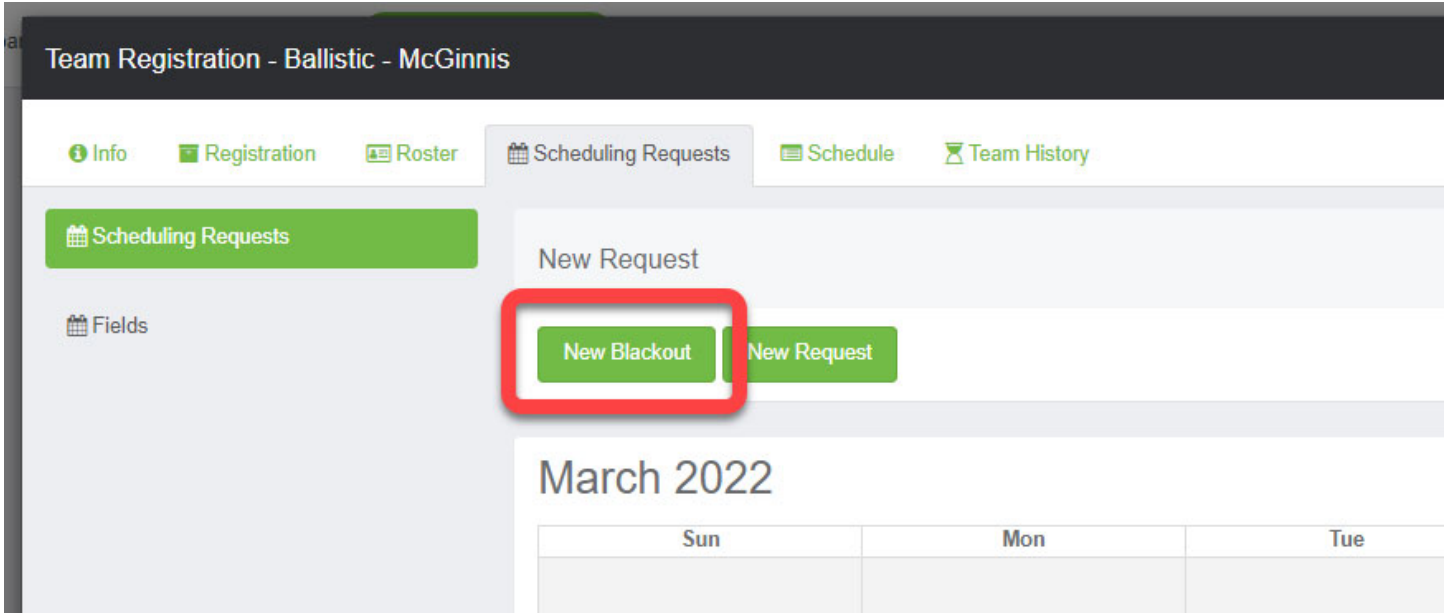 Team Registration - Ballistic - McGinnis
Info Registration Roster Scheduling Requests Schedule Team History
Scheduling Requests
New Request
Fields
New Blackout New Request
March 2022
Sun Mon Tue